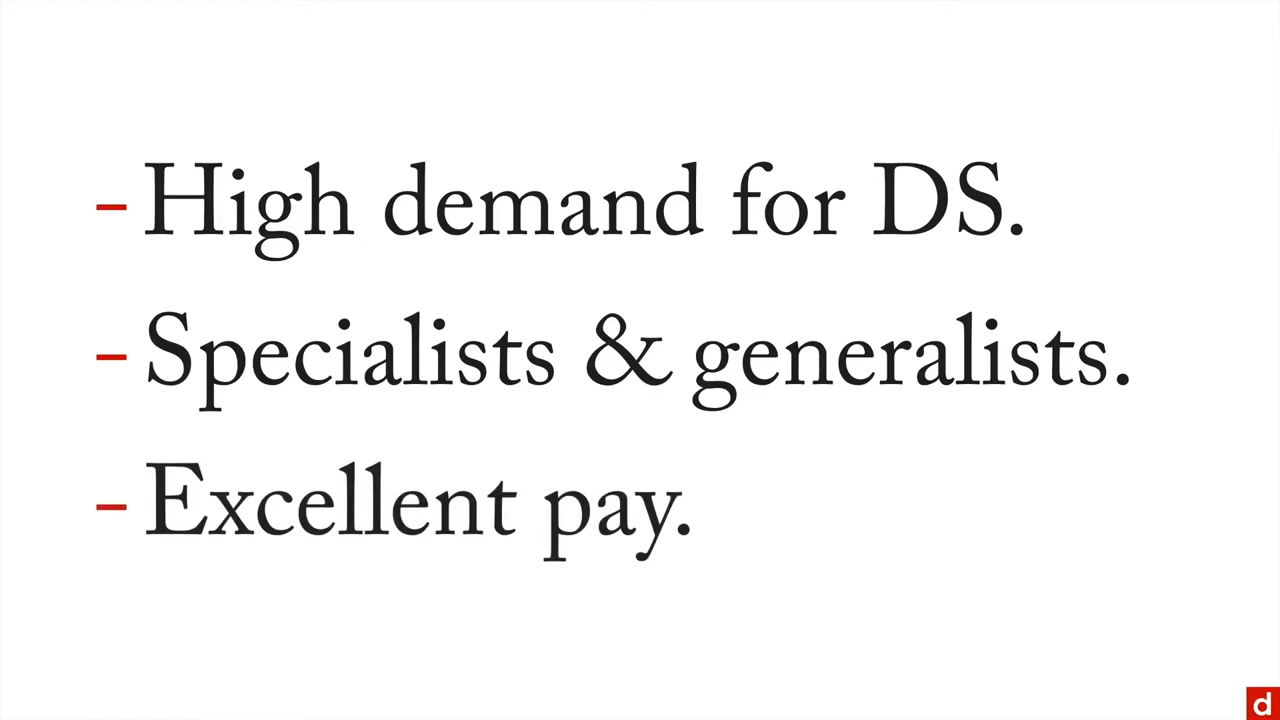 - High demand for DS.
- Specialists & generalists.
- Excellent pay.
d